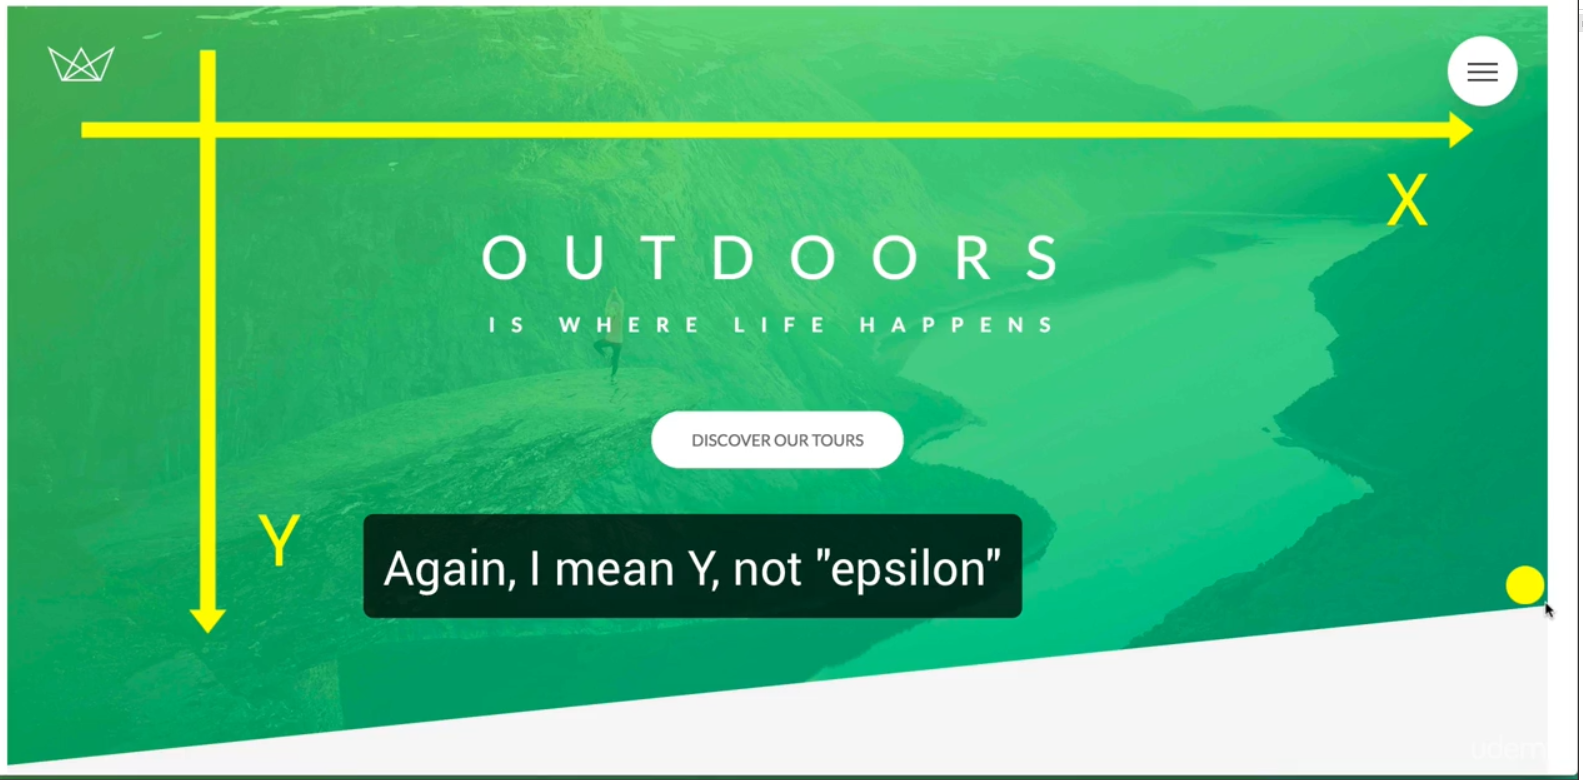 X
OUTDOORS
IS WHERE LIFE HAPPENS
DISCOVER OUR TOURS
Y
Again, I mean Y, not "epsilon"